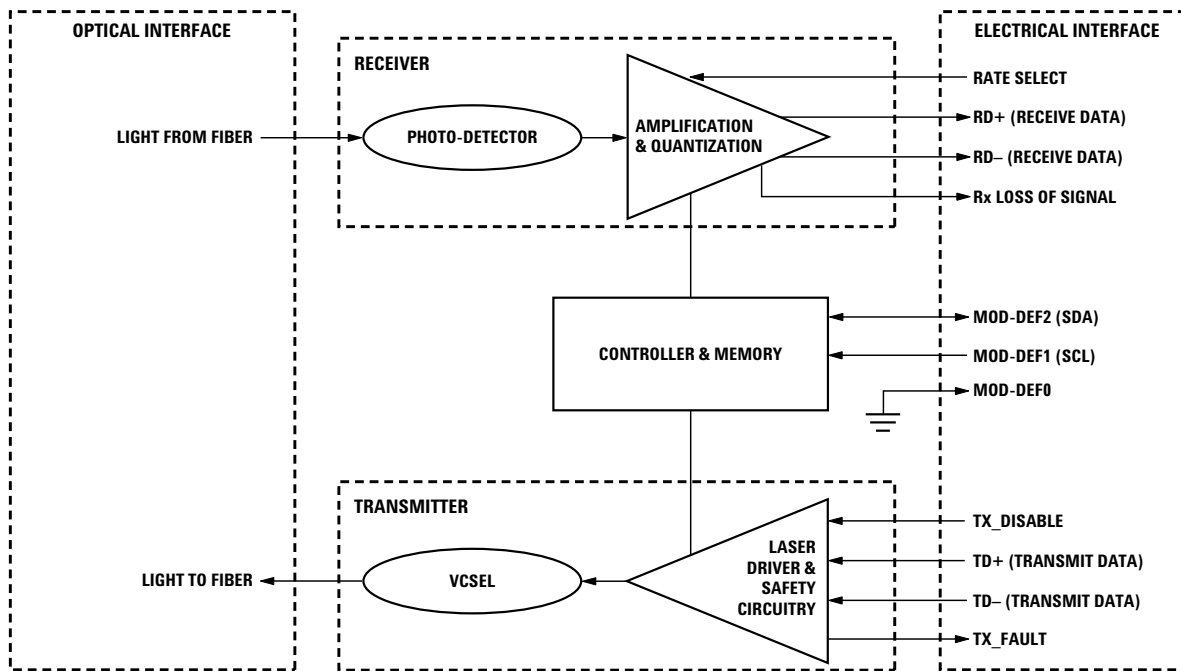 OPTICAL INTERFACE
ELECTRICAL INTERFACE
RECEIVER
RATE SELECT
LIGHT FROM FIBER
PHOTO-DETECTOR
AMPLIFICATION
& QUANTIZATION
RD+ (RECEIVE DATA)
RD– (RECEIVE DATA)
Rx LOSS OF SIGNAL
CONTROLLER & MEMORY
MOD-DEF2 (SDA)
MOD-DEF1 (SCL)
MOD-DEF0
TRANSMITTER
LIGHT TO FIBER
VCSEL
LASER
DRIVER &
SAFETY
CIRCUITRY
TX_DISABLE
TD+ (TRANSMIT DATA)
TD– (TRANSMIT DATA)
TX_FAULT